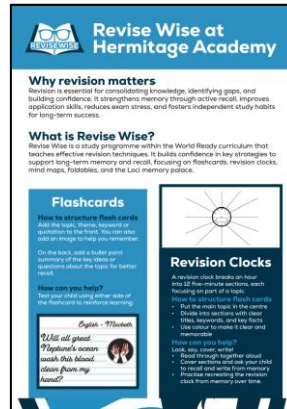 REVISEWISE
Revise Wise at
Hermitage Academy
Why revision matters
Revision is essential for consolidating knowledge, identifying gaps, and
building confidence. It strengthens memory through active recall, improves
application skills, reduces exam stress, and fosters independent study habits
for long-term success.
What is Revise Wise?
Revise Wise is a study programme within the World Ready curriculum that
teaches effective revision techniques. It builds confidence in key strategies to
support long-term memory and recall, focusing on flashcards, revision clocks,
mind maps, foldables, and the Loci memory palace.
Flashcards
How to structure flash cards
Add the topic, theme, keyword or
quotation to the front. You can also
add an image to help you remember.
On the back, add a bullet point
summary of the key ideas or
questions about the topic for better
recall.
How can you help?
Test your child using either side of
the flashcard to reinforce learning.
English - Macbeth
Will all great
Neptune's ocean
wash this blood
clean from my
hand?
Revision Clocks
A revision clock breaks an hour
into 12 five-minute sections, each
focusing on part of a topic.
How to structure flash cards
• Put the main topic in the centre
• Divide into sections with clear
titles, keywords, and key facts
• Use colour to make it clear and
memorable
How can you help?
Look, say, cover, write!
• Read through together aloud
• Cover sections and ask your child
to recall and write from memory
• Practise recreating the revision
clock from memory over time.